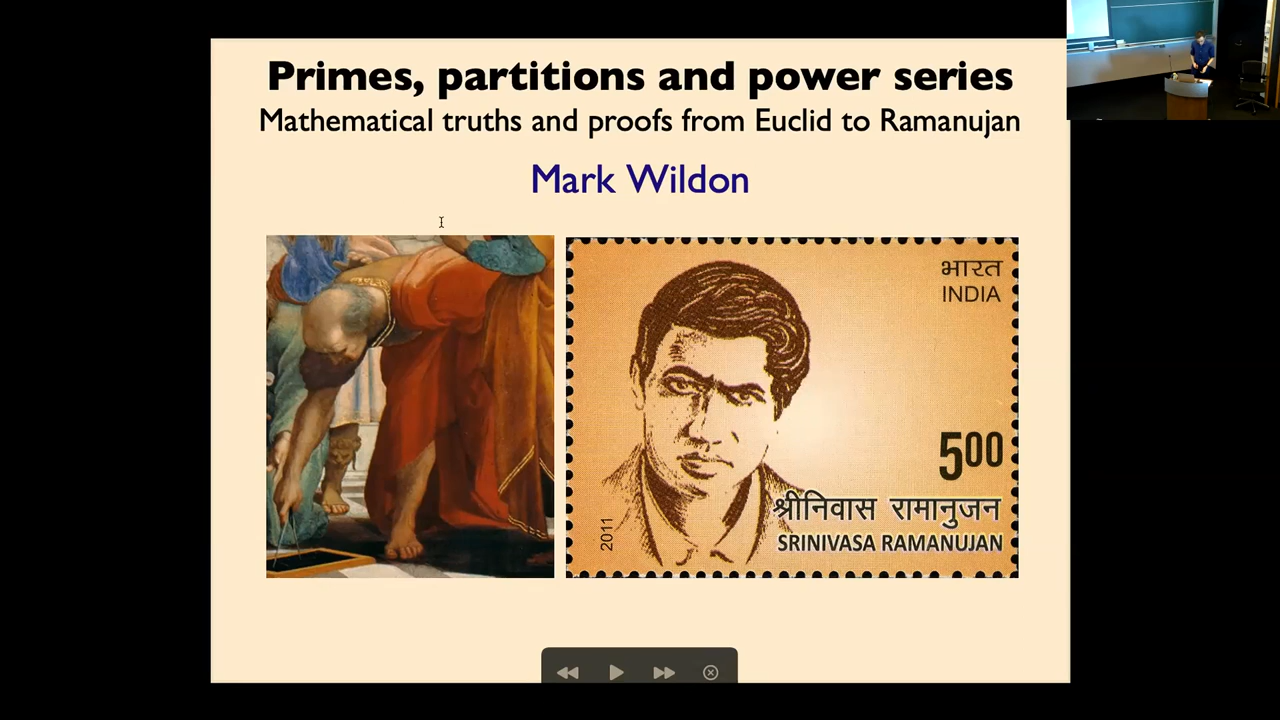 Primes, partitions and power series
Mathematical truths and proofs from Euclid to Ramanujan
Mark Wildon
भारत
INDIA
500
श्रीनिवास रामानुजन
SRINIVASA RAMANUJAN
2011